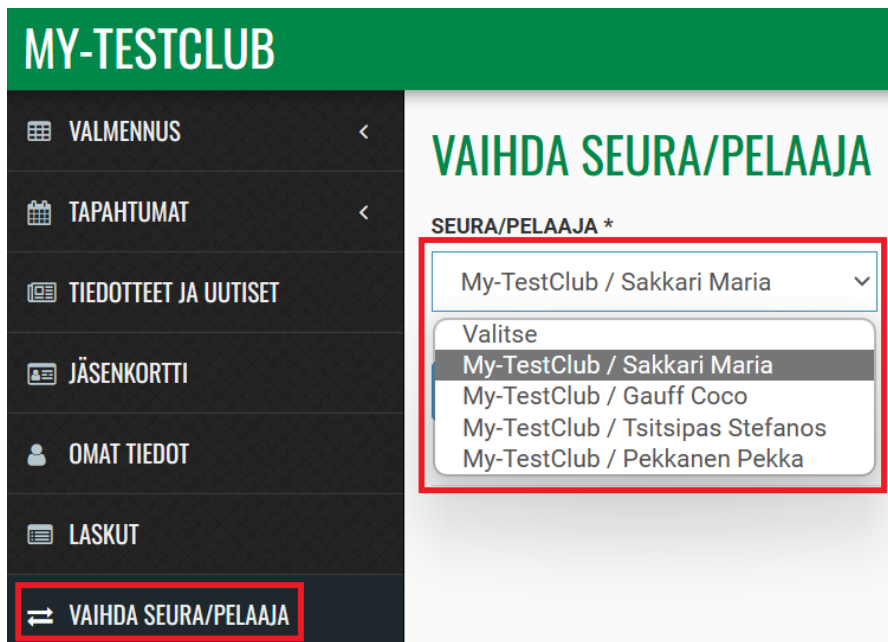 MY-TESTCLUB
VALMENNUS
TAPAHTUMAT
TIEDOTTEET JA UUTISET
JÄSENKORTTI
OMAT TIEDOT
LASKUT
VAIHDA SEURA/PELAAJA
VAIHDA SEURA/PELAAJA
SEURA/PELAAJA *
My-TestClub / Sakkari Maria
Valitse
My-TestClub / Sakkari Maria
My-TestClub / Gauff Coco
My-TestClub / Tsitsipas Stefanos
My-TestClub / Pekkanen Pekka